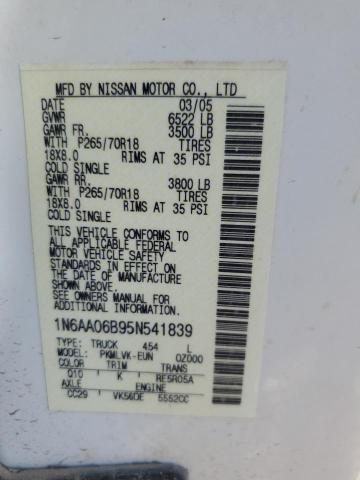 MFD BY NISSAN MOTOR CO., LTD
DATE 03/05
GVWR 6522 LB
GAWR FR. 3500 LB
WITH P265/70R18 TIRES
18X8.0 RIMS AT 35 PSI
COLD SINGLE
GAWR RR. 3800 LB
WITH P265/70R18 TIRES
18X8.0 RIMS AT 35 PSI
COLD SINGLE
THIS VEHICLE CONFORMS TO
ALL APPLICABLE FEDERAL
MOTOR VEHICLE SAFETY
STANDARDS IN EFFECT ON
THE DATE OF MANUFACTURE
SHOWN ABOVE.
SEE OWNERS MANUAL FOR
ADDITIONAL INFORMATION
1N6AA06B95N541839
TYPE: TRUCK 454 L
MODEL: PKMLVK-EUN QZ000
COLOR TRIM TRANS
Q10 K RE5R05A
AXLE ENGINE
CC29 VK56DE 5552CC